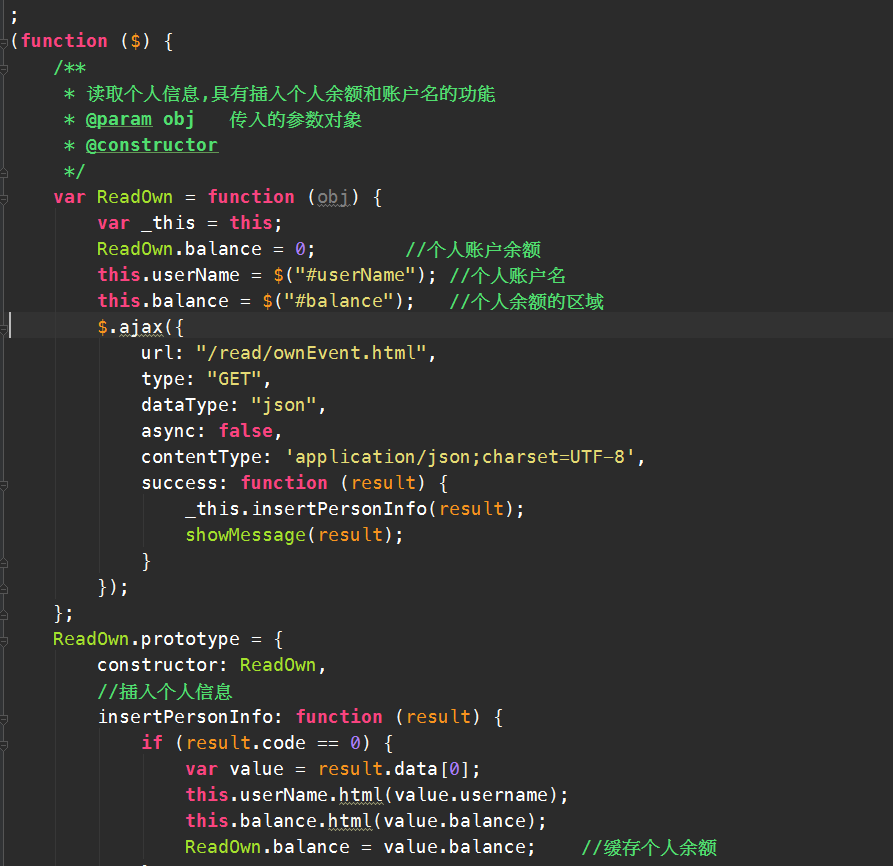 ;
(function ($) {
    /**
     * 读取个人信息,具有插入个人余额和账户名的功能
     * @param obj   传入的参数对象
     * @constructor
     */
    var ReadOwn = function (obj) {
        var _this = this;
        ReadOwn.balance = 0;        //个人账户余额
        this.userName = $("#userName"); //个人账户名
        this.balance = $("#balance");   //个人余额的区域
        $.ajax({
            url: "/read/ownEvent.html",
            type: "GET",
            dataType: "json",
            async: false,
            contentType: 'application/json;charset=UTF-8',
            success: function (result) {
                _this.insertPersonInfo(result);
                showMessage(result);
            }
        });
    };
    ReadOwn.prototype = {
        constructor: ReadOwn,
        //插入个人信息
        insertPersonInfo: function (result) {
            if (result.code == 0) {
                var value = result.data[0];
                this.userName.html(value.username);
                this.balance.html(value.balance);
                ReadOwn.balance = value.balance;    //缓存个人余额